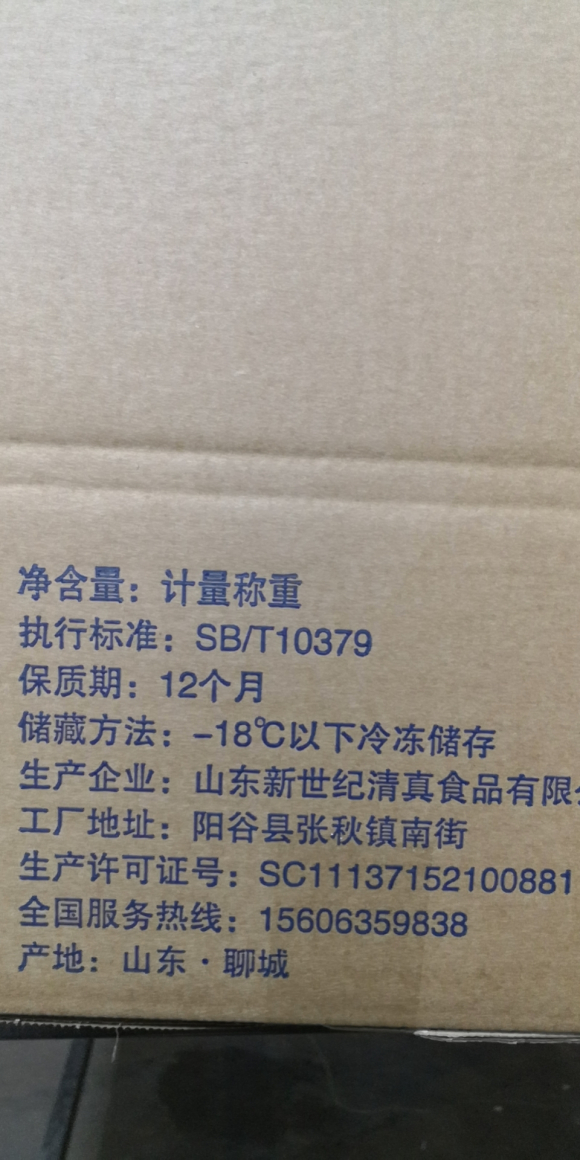 净含量：计量称重
执行标准：SB/T10379
保质期：12个月
储藏方法：-18℃以下冷冻储存
生产企业：山东新世纪清真食品有限
工厂地址：阳谷县张秋镇南街
生产许可证号：SC11137152100881
全国服务热线：15606359838
产地：山东·聊城